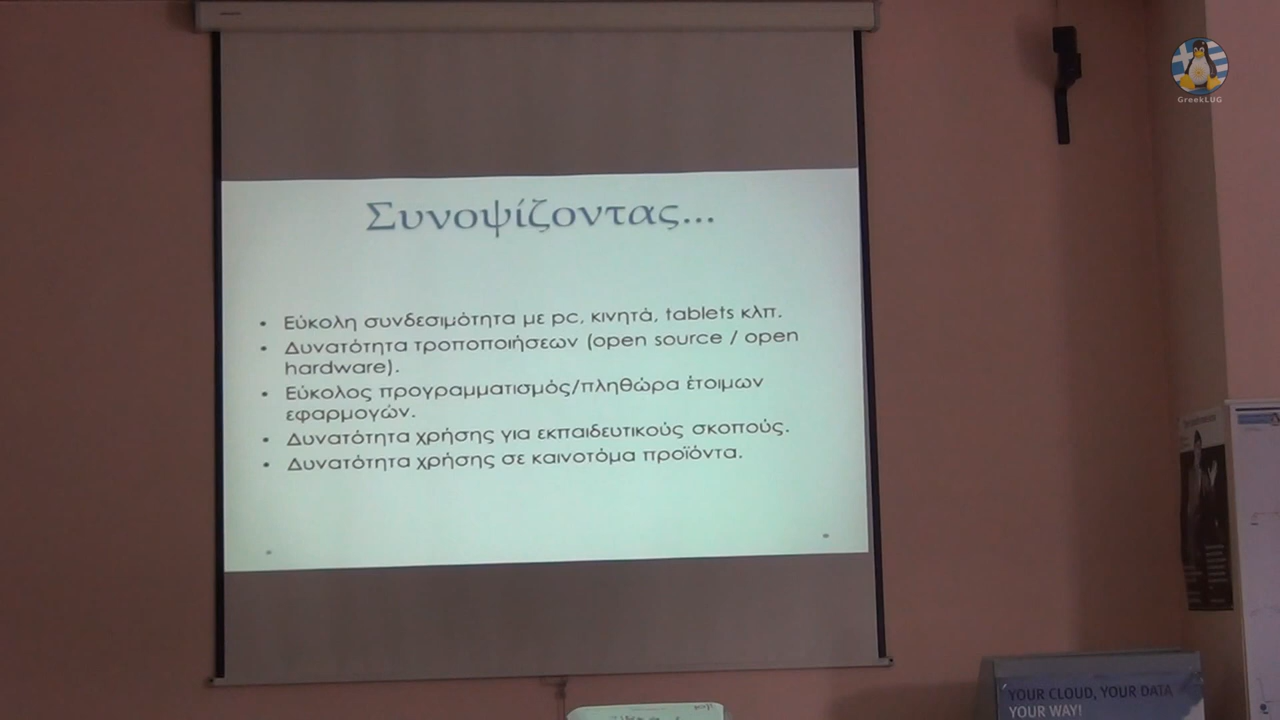 GreekLUG
Συνοψίζοντας...
• Εύκολη συνδεσιμότητα με pc, κινητά, tablets κλπ.
• Δυνατότητα τροποποιήσεων (open source / open
hardware).
• Εύκολος προγραμματισμός/πληθώρα έτοιμων
εφαρμογών.
• Δυνατότητα χρήσης για εκπαιδευτικούς σκοπούς.
• Δυνατότητα χρήσης σε καινοτόμα προϊόντα.
YOUR CLOUD, YOUR DATA
YOUR WAY!